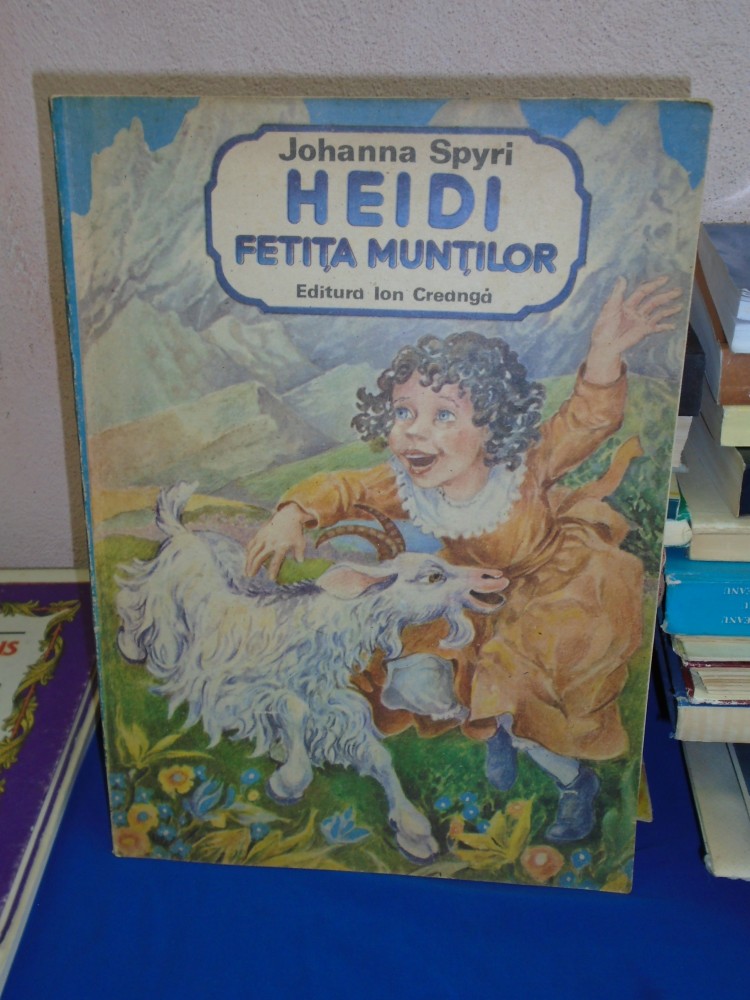 Johanna Spyri
HEIDI
FETIȚA MUNȚILOR
Editura Ion Creangă